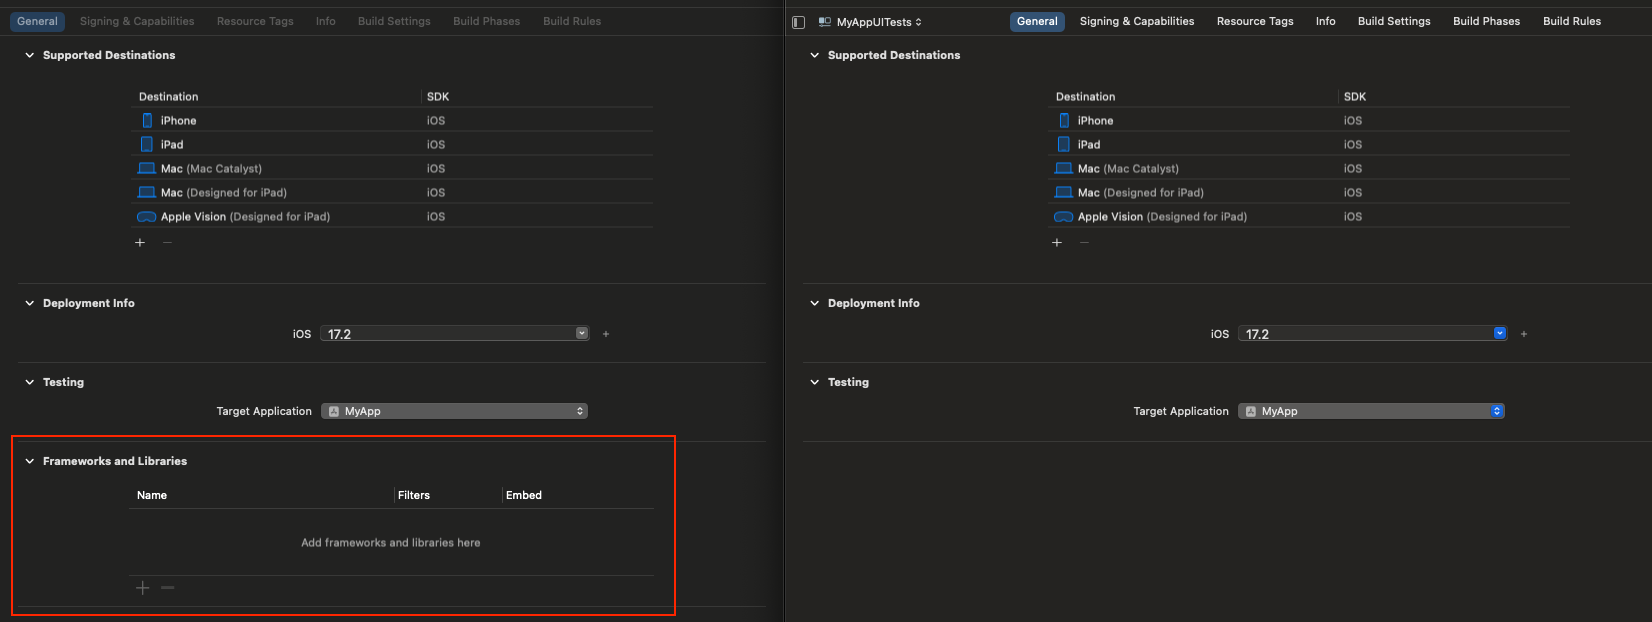 General Signing & Capabilities Resource Tags Info Build Settings Build Phases Build Rules
Supported Destinations
Destination SDK
iPhone iOS
iPad iOS
Mac (Mac Catalyst) iOS
Mac (Designed for iPad) iOS
Apple Vision (Designed for iPad) iOS
+ −
Deployment Info
iOS 17.2 +
Testing
Target Application MyApp
Frameworks and Libraries
Name Filters Embed
Add frameworks and libraries here
+ −
MyAppUITests General Signing & Capabilities Resource Tags Info Build Settings Build Phases Build Rules
Supported Destinations
Destination SDK
iPhone iOS
iPad iOS
Mac (Mac Catalyst) iOS
Mac (Designed for iPad) iOS
Apple Vision (Designed for iPad) iOS
+ −
Deployment Info
iOS 17.2 +
Testing
Target Application MyApp